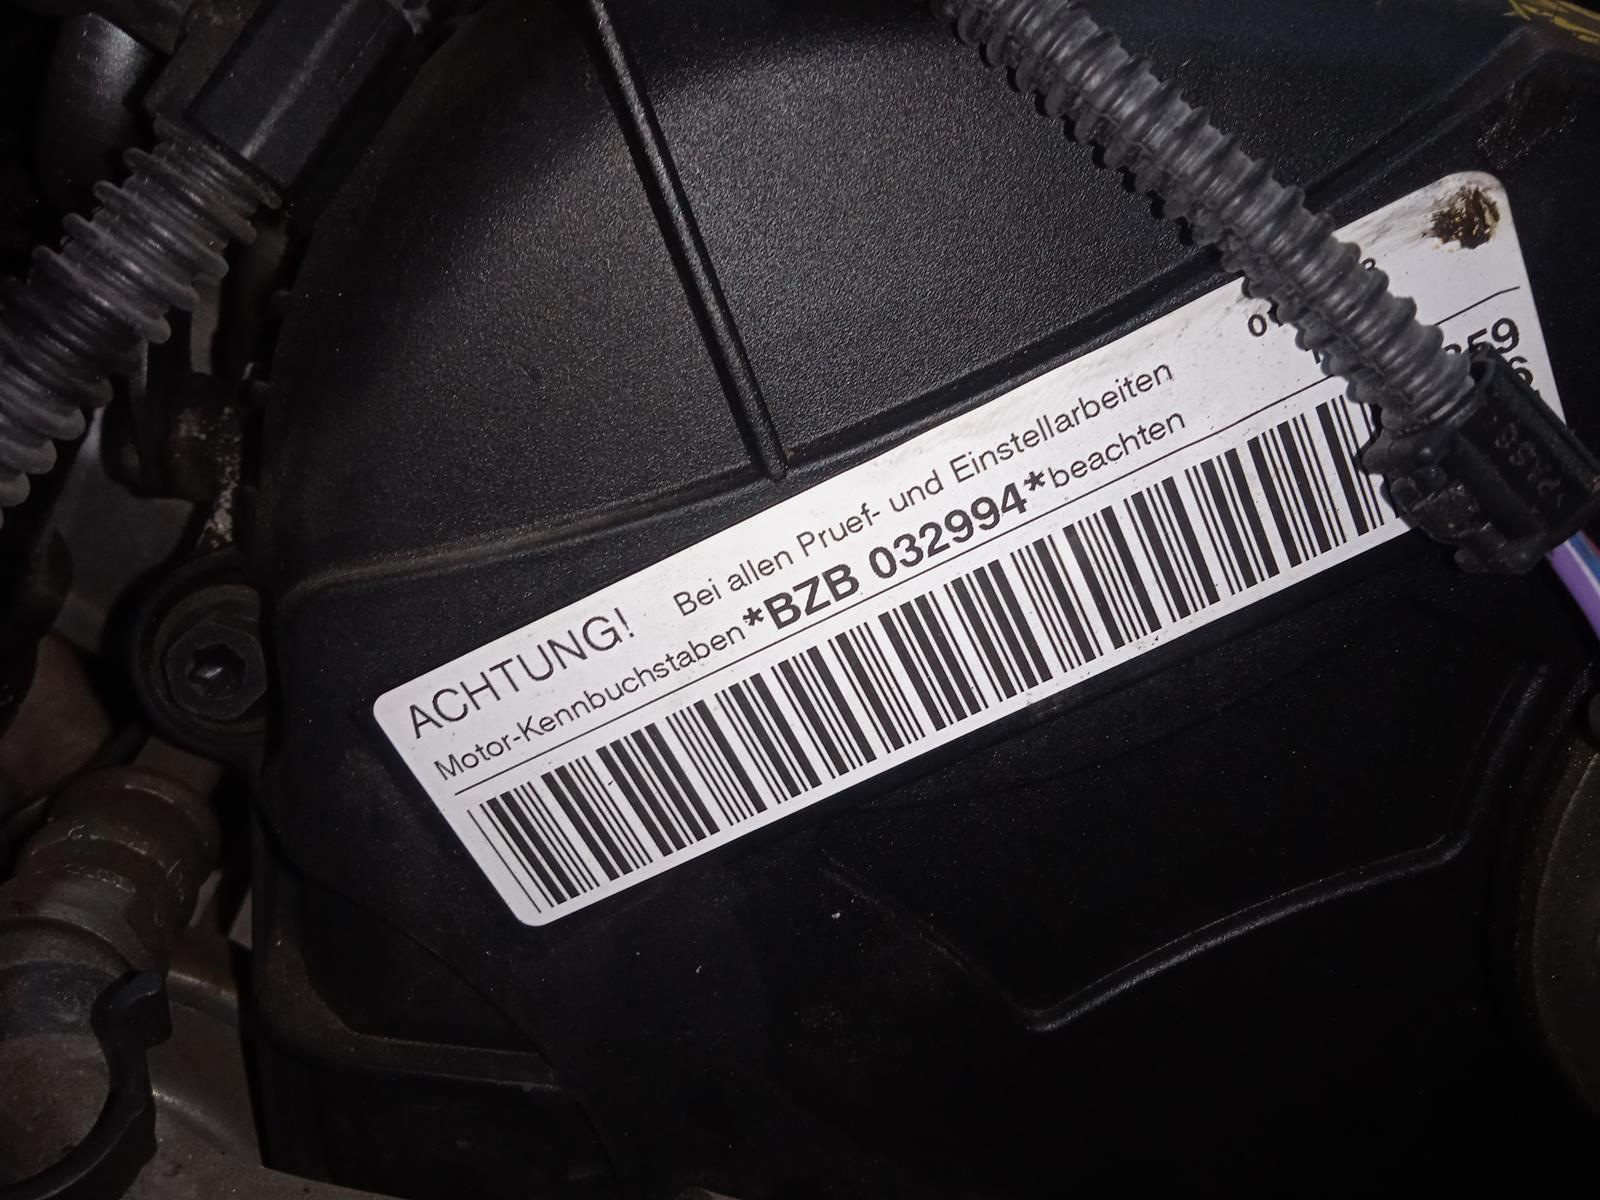 ACHTUNG! Bei allen Pruef- und Einstellarbeiten
Motor-Kennbuchstaben *BZB 032994* beachten